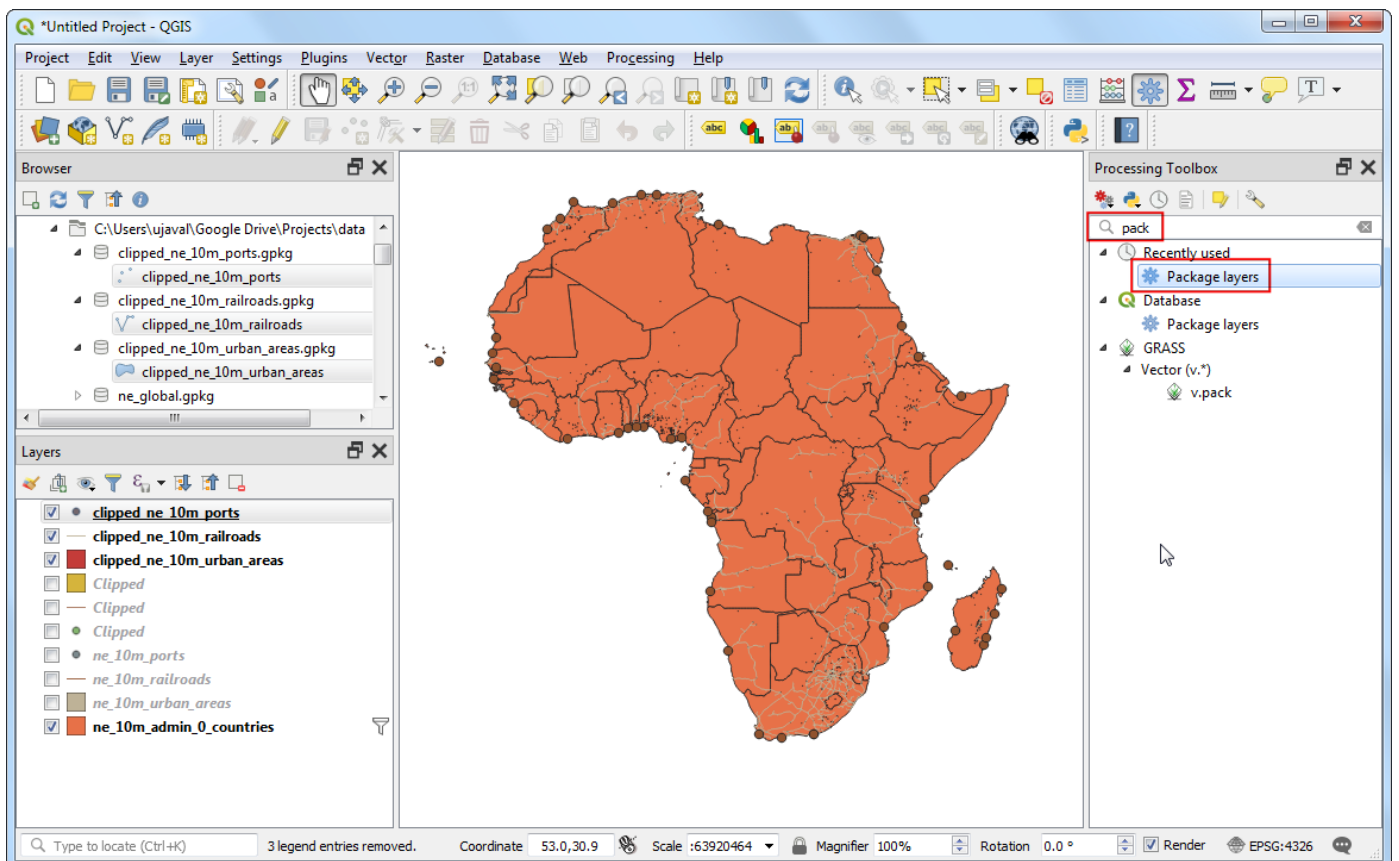 *Untitled Project - QGIS
Project Edit View Layer Settings Plugins Vector Raster Database Web Processing Help
Browser
C:\Users\ujaval\Google Drive\Projects\data
clipped_ne_10m_ports.gpkg
clipped_ne_10m_ports
clipped_ne_10m_railroads.gpkg
clipped_ne_10m_railroads
clipped_ne_10m_urban_areas.gpkg
clipped_ne_10m_urban_areas
ne_global.gpkg
Layers
clipped_ne_10m_ports
clipped_ne_10m_railroads
clipped_ne_10m_urban_areas
Clipped
Clipped
Clipped
ne_10m_ports
ne_10m_railroads
ne_10m_urban_areas
ne_10m_admin_0_countries
Processing Toolbox
pack
Recently used
Package layers
Database
Package layers
GRASS
Vector (v.*)
v.pack
Type to locate (Ctrl+K) 3 legend entries removed. Coordinate 53.0,30.9 Scale :63920464 Magnifier 100% Rotation 0.0 ° Render EPSG:4326